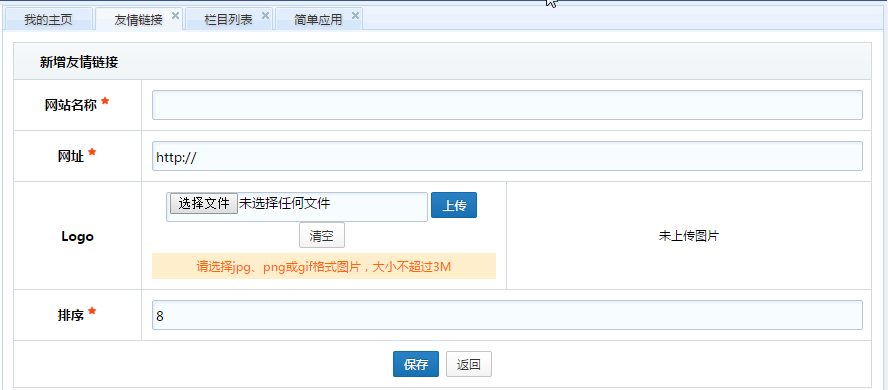 我的主页 友情链接 栏目列表 简单应用
新增友情链接
网站名称 *
网址 * http://
Logo 选择文件 未选择任何文件 上传
清空
请选择jpg、png或gif格式图片，大小不超过3M
未上传图片
排序 * 8
保存 返回